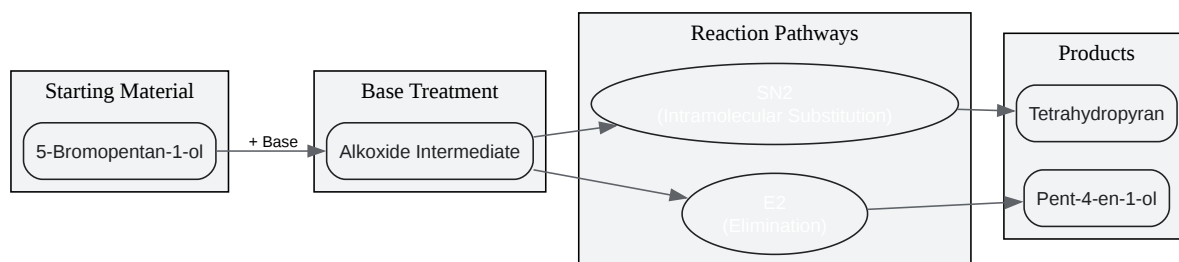 Starting Material
5-Bromopentan-1-ol
+ Base
Base Treatment
Alkoxide Intermediate
Reaction Pathways
SN2
(Intramolecular Substitution)
E2
(Elimination)
Products
Tetrahydropyran
Pent-4-en-1-ol